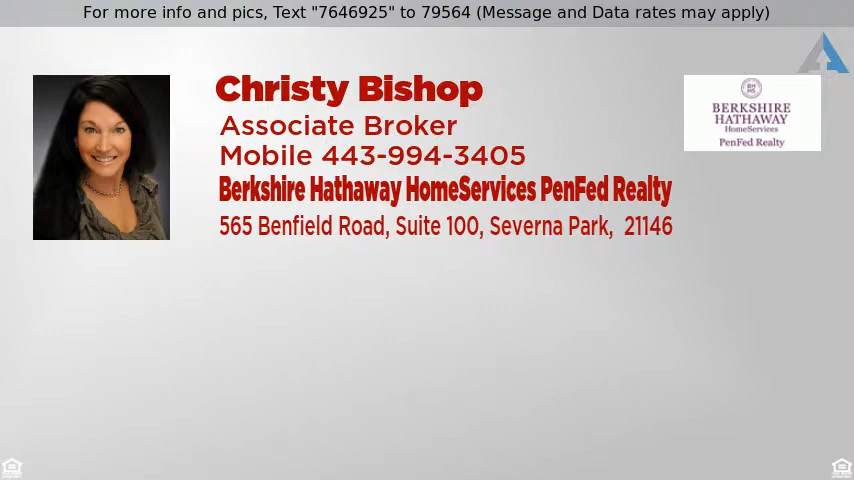 For more info and pics, Text "7646925" to 79564 (Message and Data rates may apply)
Christy Bishop
Associate Broker
Mobile 443-994-3405
Berkshire Hathaway HomeServices PenFed Realty
565 Benfield Road, Suite 100, Severna Park,  21146
BH
HS
BERKSHIRE
HATHAWAY
HomeServices
PenFed Realty